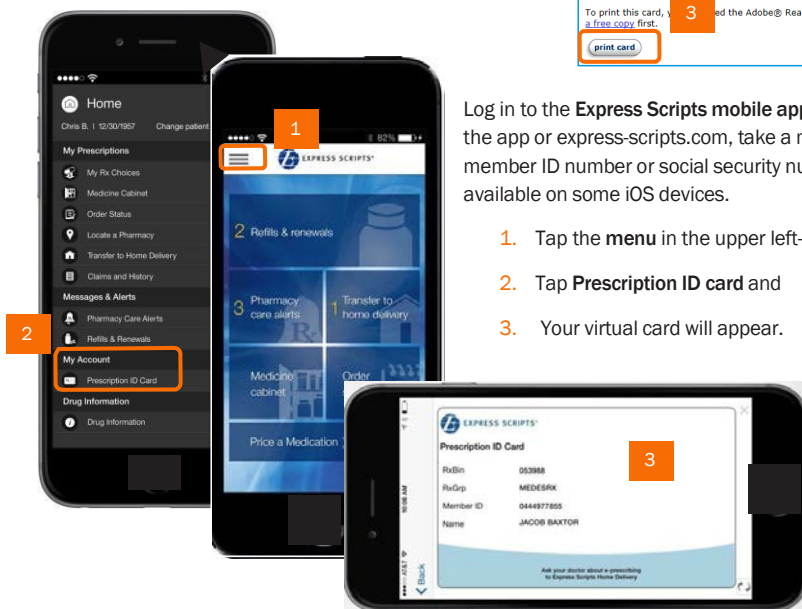 To print this card, y
3
ed the Adobe® Rea
a free copy first.
print card
Log in to the Express Scripts mobile app
the app or express-scripts.com, take a
member ID number or social security nu
available on some iOS devices.
1. Tap the menu in the upper left-
2. Tap Prescription ID card and
3. Your virtual card will appear.
Home
Chris B. | 12/30/1957 Change patient
My Prescriptions
My Rx Choices
Medicine Cabinet
Order Status
Locate a Pharmacy
Transfer to Home Delivery
Claims and History
Messages & Alerts
Pharmacy Care Alerts
Refills & Renewals
2
My Account
Prescription ID Card
Drug Information
Drug Information
1
82%
EXPRESS SCRIPTS®
2 Refills & renewals
3 Pharmacy care alerts
1 Transfer to home delivery
Medicine cabinet
Order
Price a Medication
AT&T
10:08 AM
Back
EXPRESS SCRIPTS®
Prescription ID Card
3
RxBin 053988
RxGrp MEDESRX
Member ID 0444977855
Name JACOB BAXTOR
Ask your doctor about e-prescribing
to Express Scripts Home Delivery